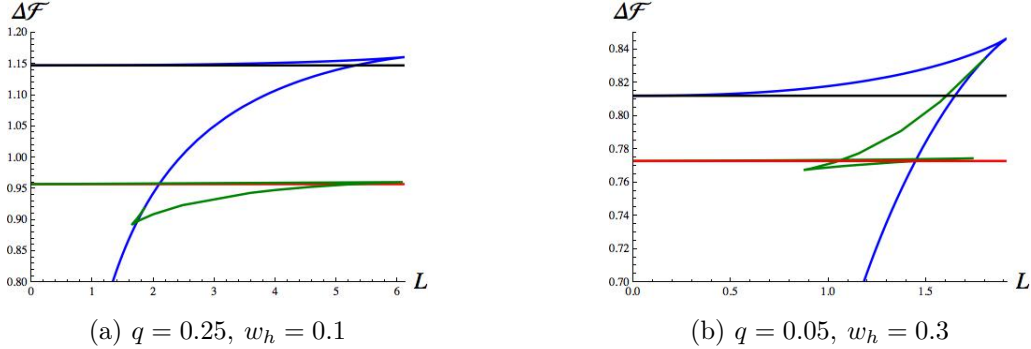 ΔF
1.20
1.15
1.10
1.05
1.00
0.95
0.90
0.85
0.80
0 1 2 3 4 5 6 L
(a) q = 0.25, w_h = 0.1
ΔF
0.84
0.82
0.80
0.78
0.76
0.74
0.72
0.70
0.0 0.5 1.0 1.5 L
(b) q = 0.05, w_h = 0.3